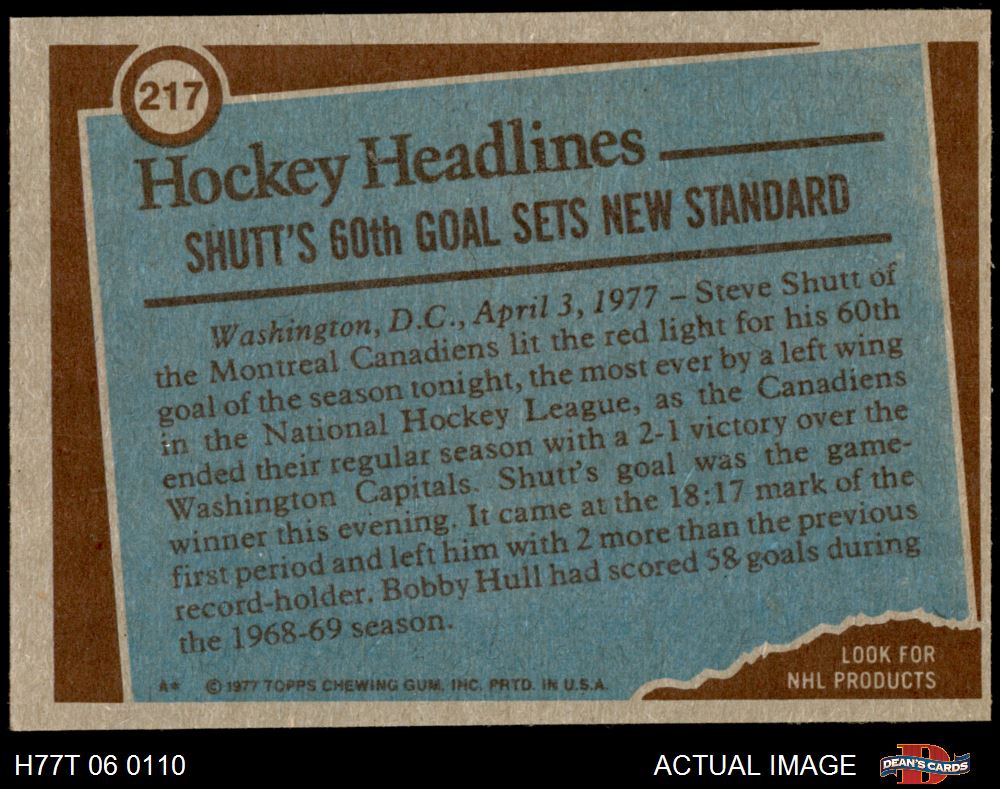 217
Hockey Headlines
SHUTT'S 60th GOAL SETS NEW STANDARD
Washington, D.C., April 3, 1977 – Steve Shutt of
the Montreal Canadiens lit the red light for his 60th
goal of the season tonight, the most ever by a left wing
in the National Hockey League, as the Canadiens
ended their regular season with a 2-1 victory over the
Washington Capitals. Shutt's goal was the game-
winner this evening. It came at the 18:17 mark of the
first period and left him with 2 more than the previous
record-holder. Bobby Hull had scored 58 goals during
the 1968-69 season.
LOOK FOR
NHL PRODUCTS
A* © 1977 TOPPS CHEWING GUM, INC. PRTD. IN U.S.A.
H77T 06 0110
ACTUAL IMAGE
D
DEAN'S CARDS